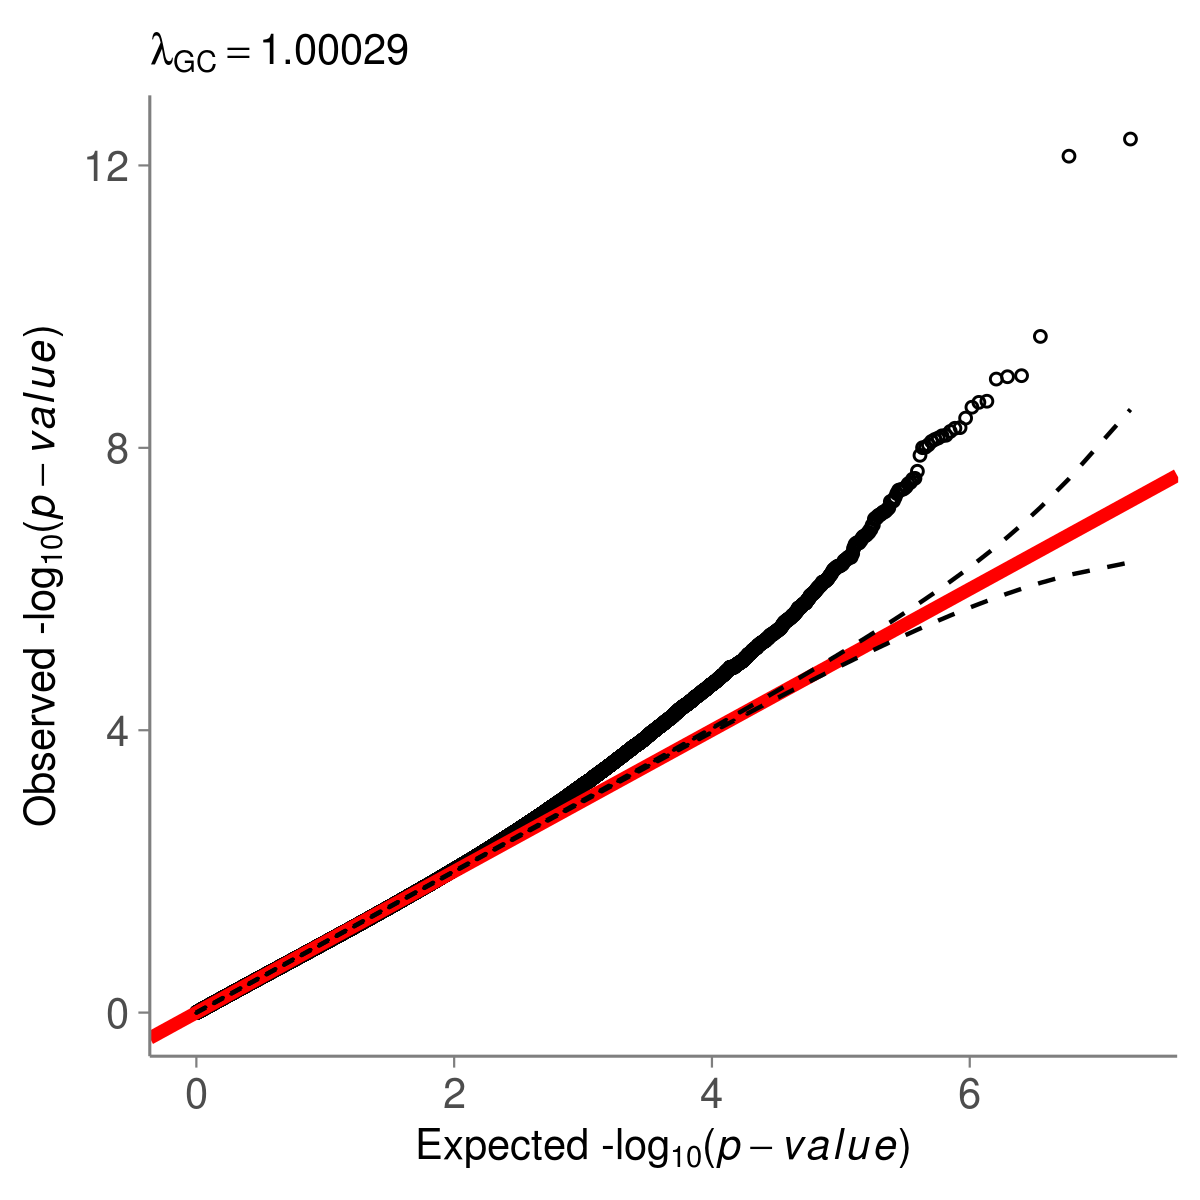 λGC = 1.00029
12
8
4
0
Observed -log10(p − value)
0 2 4 6
Expected -log10(p − value)